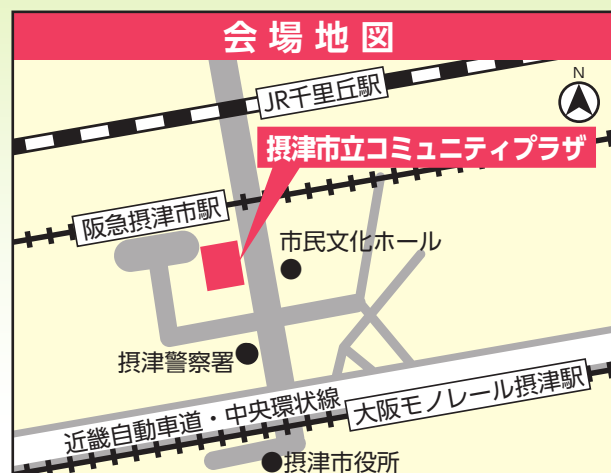 会場地図
N
JR千里丘駅
摂津市立コミュニティプラザ
阪急摂津市駅
市民文化ホール
摂津警察署
近畿自動車道・中央環状線
大阪モノレール摂津駅
摂津市役所